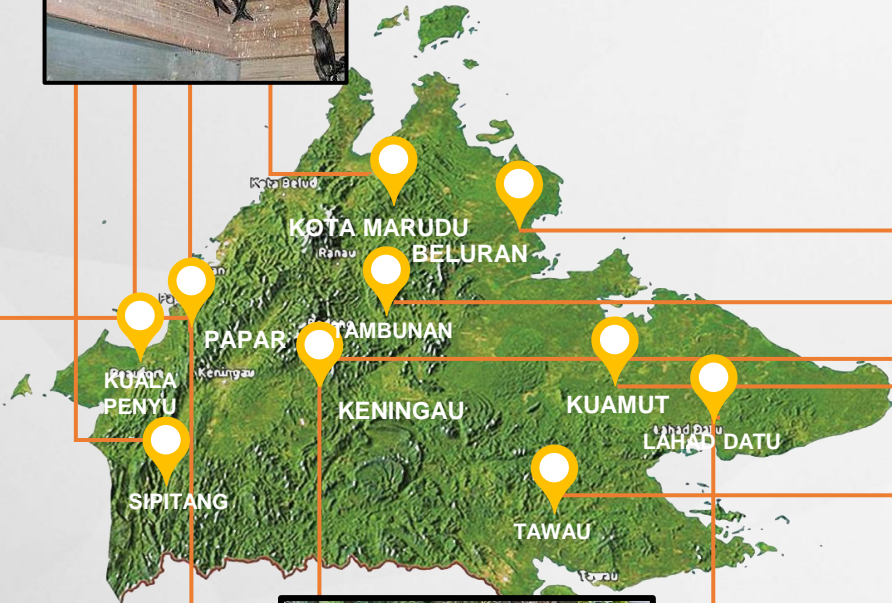 Kota Belud
KOTA MARUDU
Ranau
BELURAN
PAPAR
TAMBUNAN
KUALA
PENYU
Keningau
KENINGAU
KUAMUT
Lahad Datu
LAHAD DATU
SIPITANG
TAWAU
Tawau